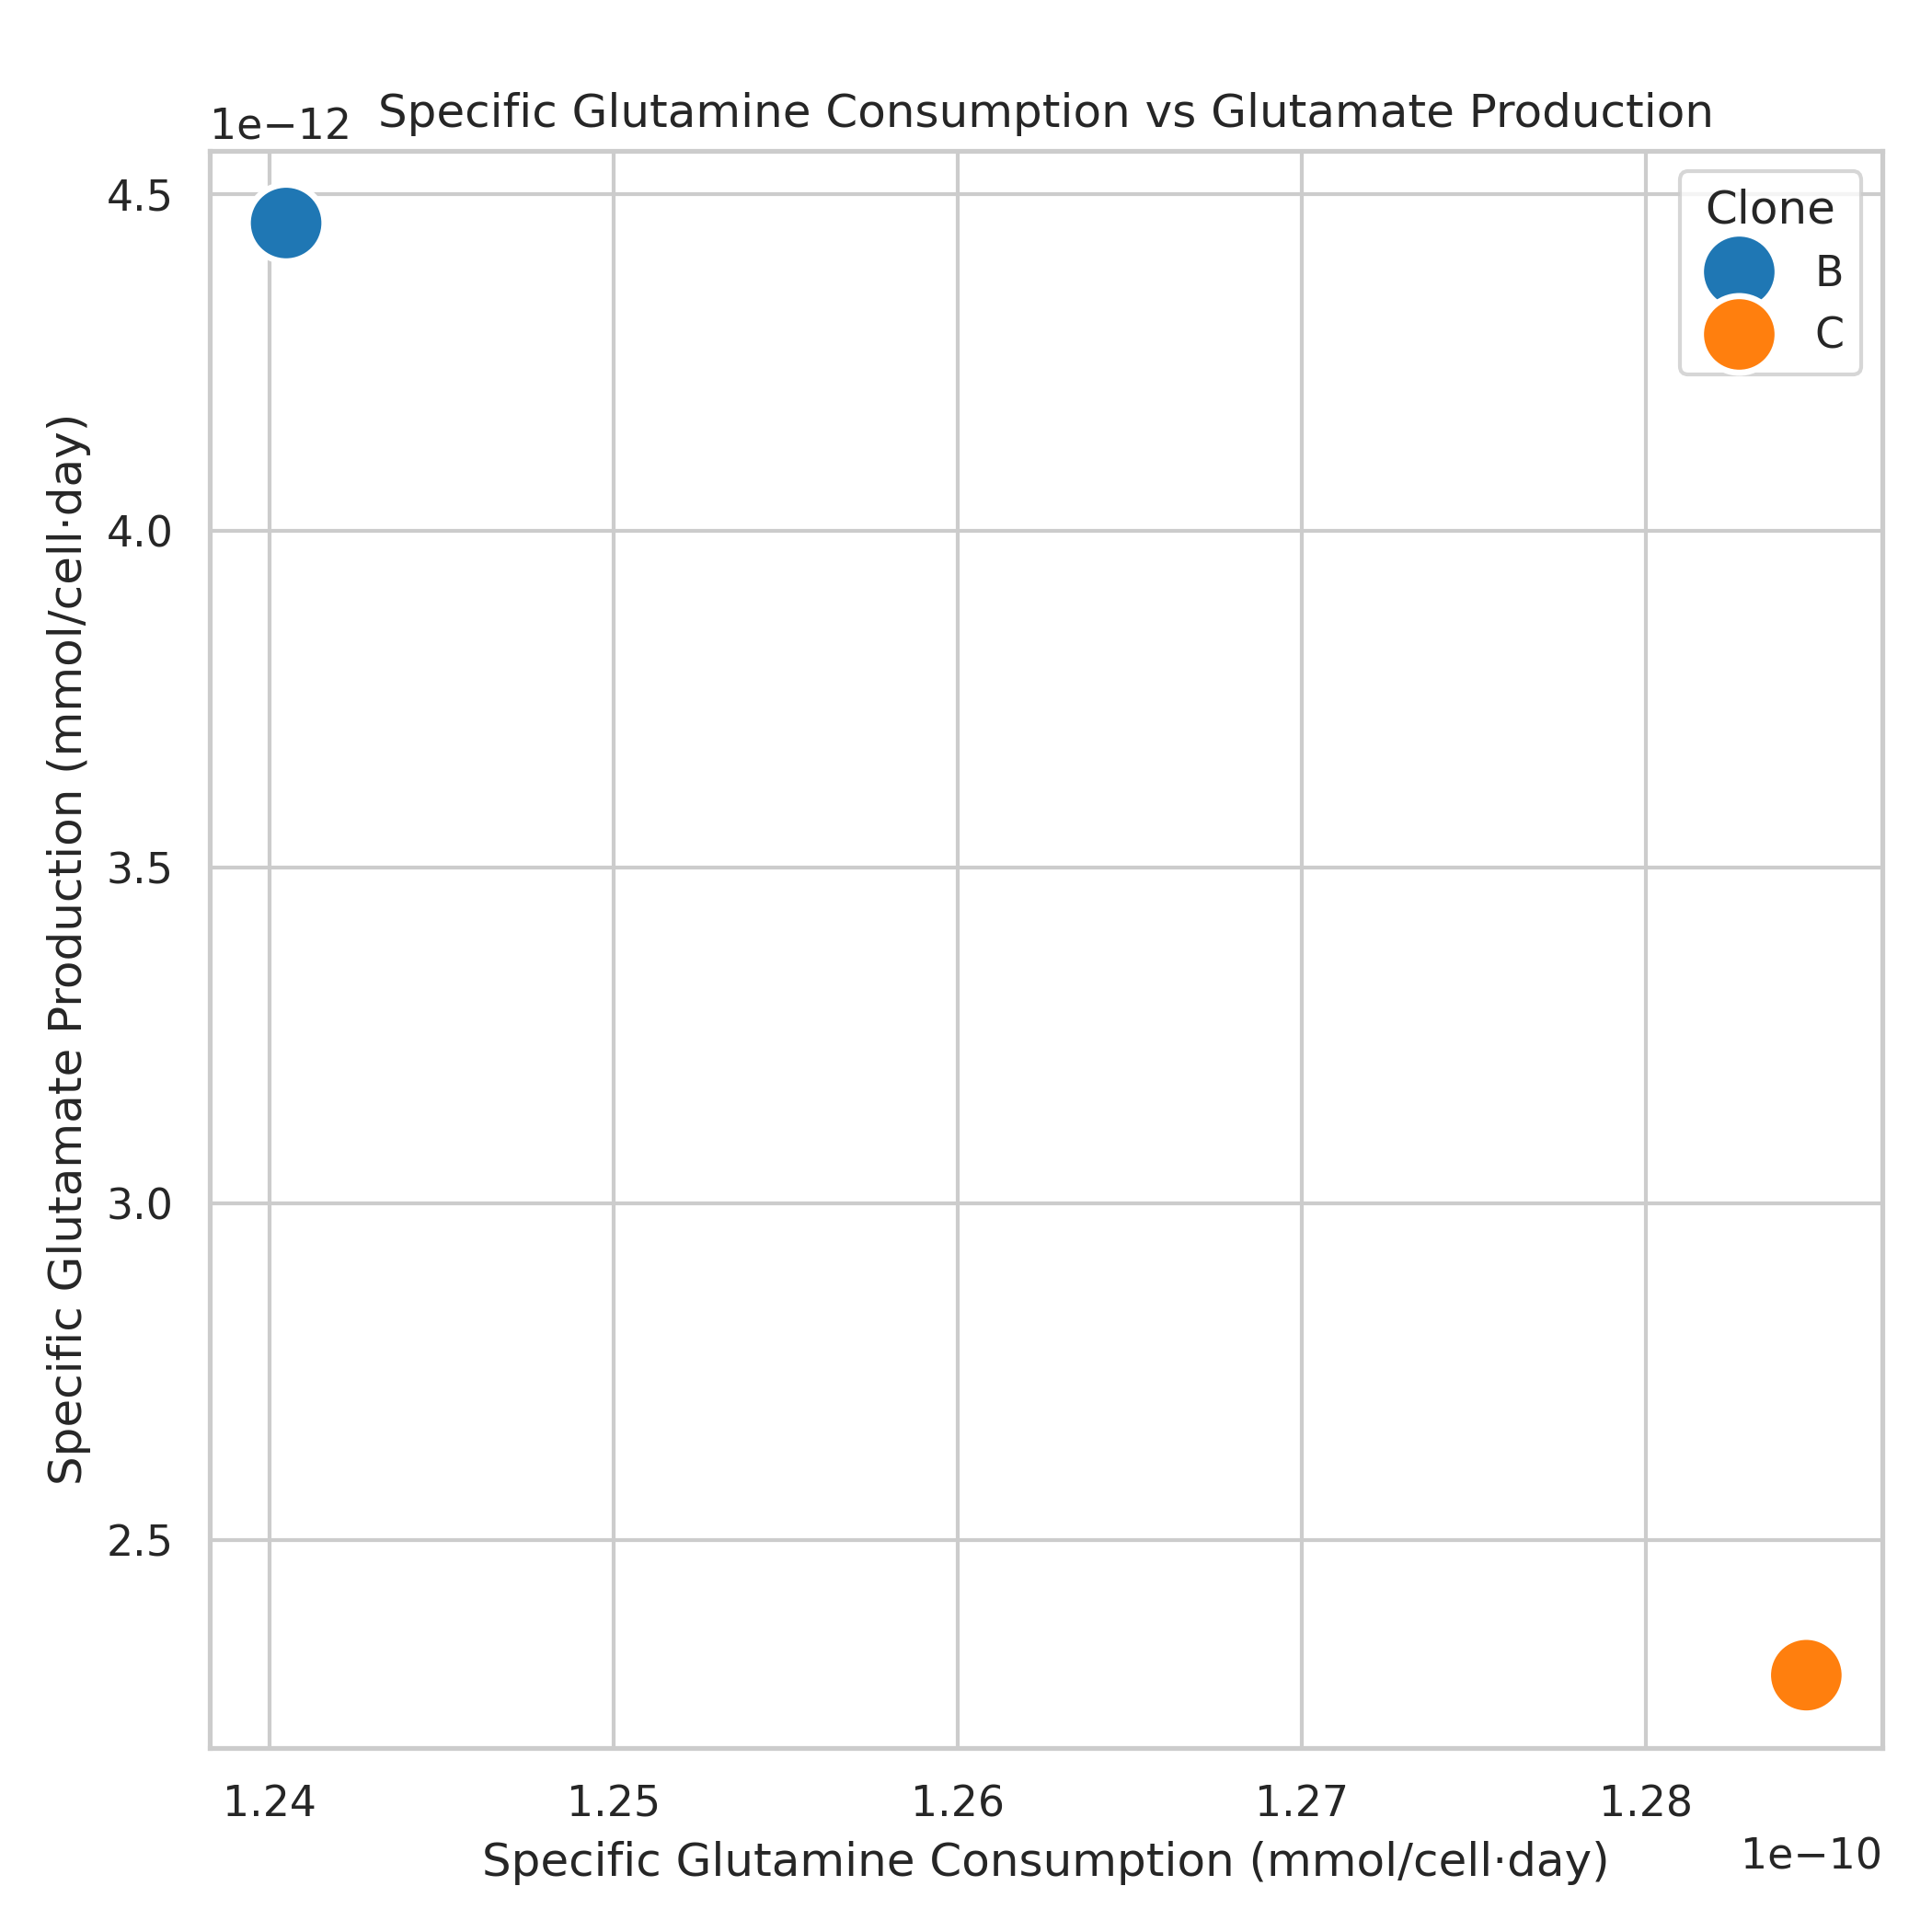 1e−12
Specific Glutamine Consumption vs Glutamate Production
Clone
B
C
4.5
4.0
3.5
3.0
2.5
Specific Glutamate Production (mmol/cell·day)
1.24
1.25
1.26
1.27
1.28
Specific Glutamine Consumption (mmol/cell·day)
1e−10